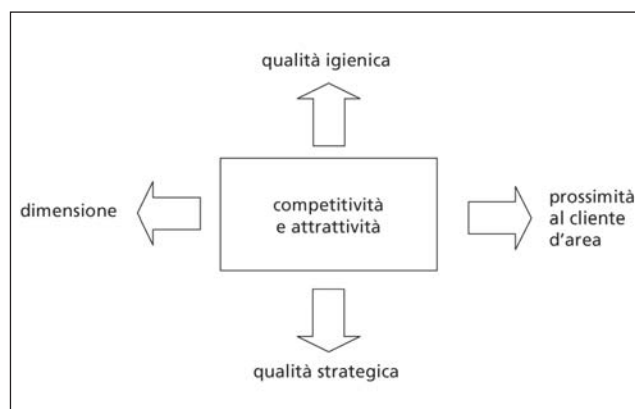 qualità igienica
dimensione
competitività
e attrattività
prossimità
al cliente
d'area
qualità strategica